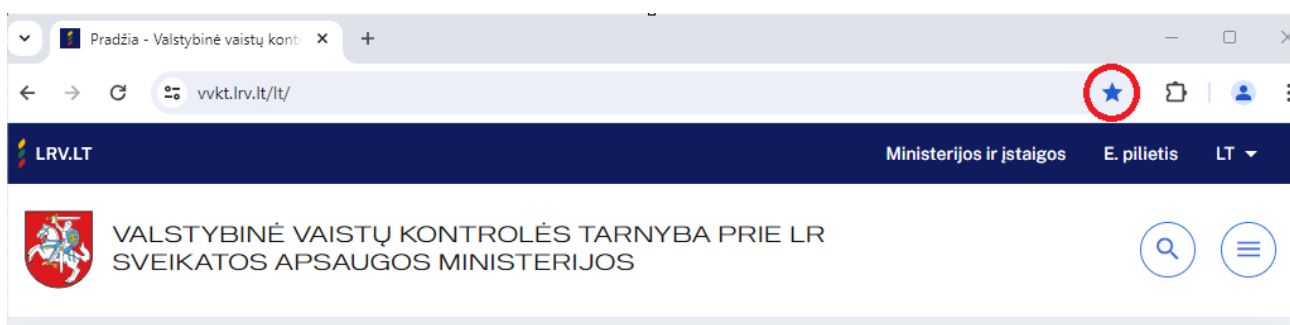 Pradžia - Valstybinė vaistų kont
vvkt.lrv.lt/lt/
LRV.LT
Ministerijos ir įstaigos
E. pilietis
LT
VALSTYBINĖ VAISTŲ KONTROLĖS TARNYBA PRIE LR
SVEIKATOS APSAUGOS MINISTERIJOS